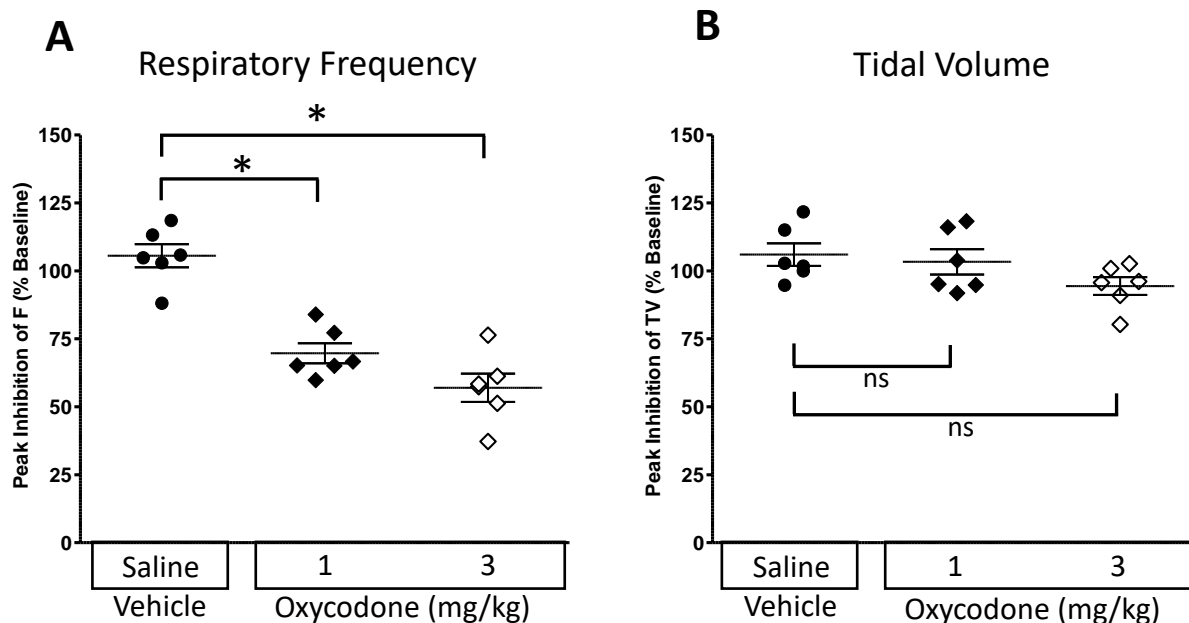 A
Respiratory Frequency
*
*
Peak Inhibition of F (% Baseline)
150
125
100
75
50
25
0
Saline
1
3
Vehicle
Oxycodone (mg/kg)
B
Tidal Volume
Peak Inhibition of TV (% Baseline)
150
125
100
75
50
25
0
ns
ns
Saline
1
3
Vehicle
Oxycodone (mg/kg)